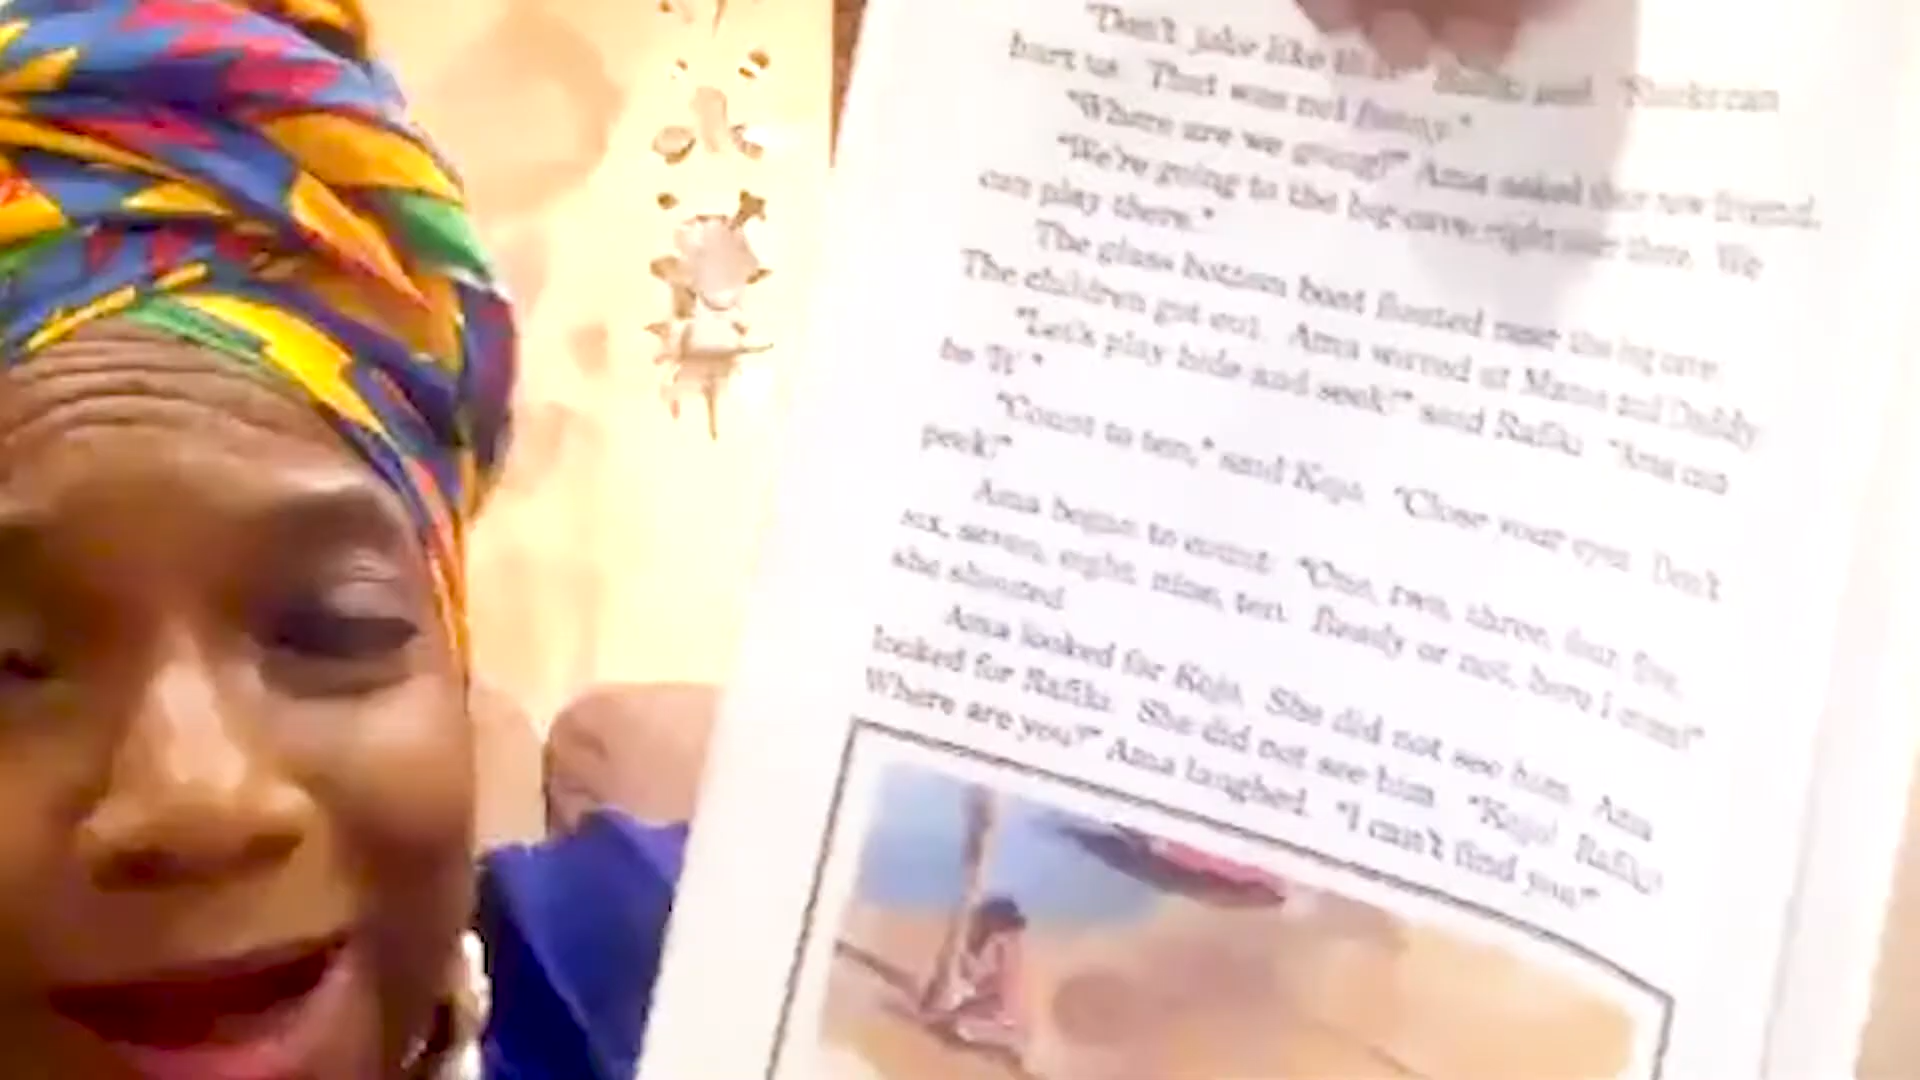 "Don't joke like that" Rafiki said. "Sharks can
hurt us. That was not funny."
"Where are we going?" Ama asked their new friend.
"We're going to the big cave, right over there. We
can play there."
The glass bottom boat floated near the big cave.
The children got out. Ama waved at Mama and Daddy
"Let's play hide and seek!" said Rafiki. "Ama can
be 'It'."
"Count to ten," said Kojo. "Close your eyes. Don't
peek!"
Ama began to count: "One, two, three, four, five,
six, seven, eight, nine, ten. Ready or not, here I come!"
she shouted.
Ama looked for Kojo. She did not see him. Ama
looked for Rafiki. She did not see him. "Kojo! Rafiki!
Where are you?" Ama laughed. "I can't find you!"